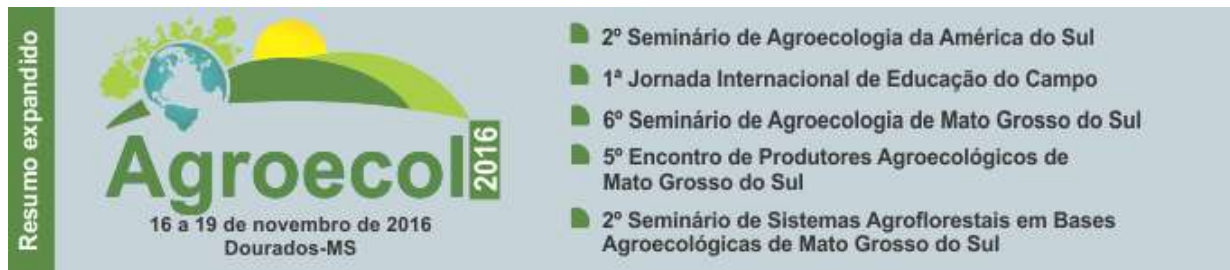 Resumo expandido
Agroecol
2016
16 a 19 de novembro de 2016
Dourados-MS
2º Seminário de Agroecologia da América do Sul
1ª Jornada Internacional de Educação do Campo
6º Seminário de Agroecologia de Mato Grosso do Sul
5º Encontro de Produtores Agroecológicos de
Mato Grosso do Sul
2º Seminário de Sistemas Agroflorestais em Bases
Agroecológicas de Mato Grosso do Sul